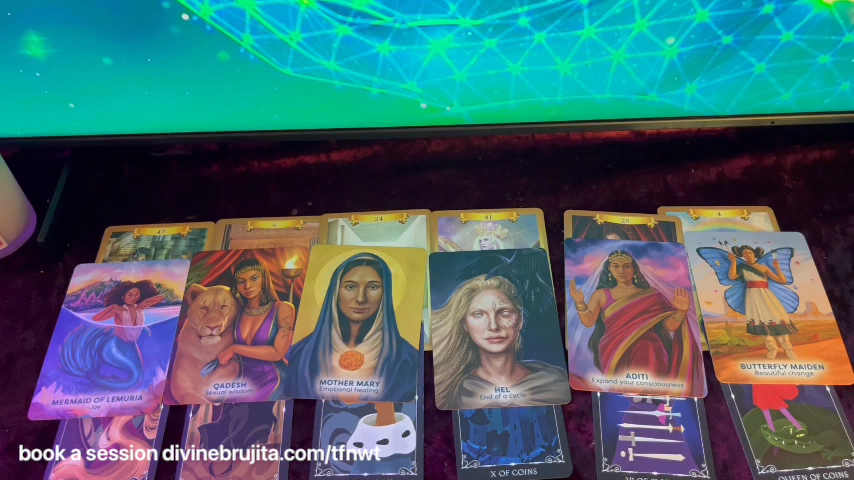 47
6
24
41
4
MERMAID OF LEMURIA
Joy
QADESH
Sexual wisdom
MOTHER MARY
Emotional healing
HEL
End of a cycle
ADITI
Expand your consciousness
BUTTERFLY MAIDEN
Beautiful change
book a session divinebrujita.com/tfhwt
X OF COINS
QUEEN OF COINS